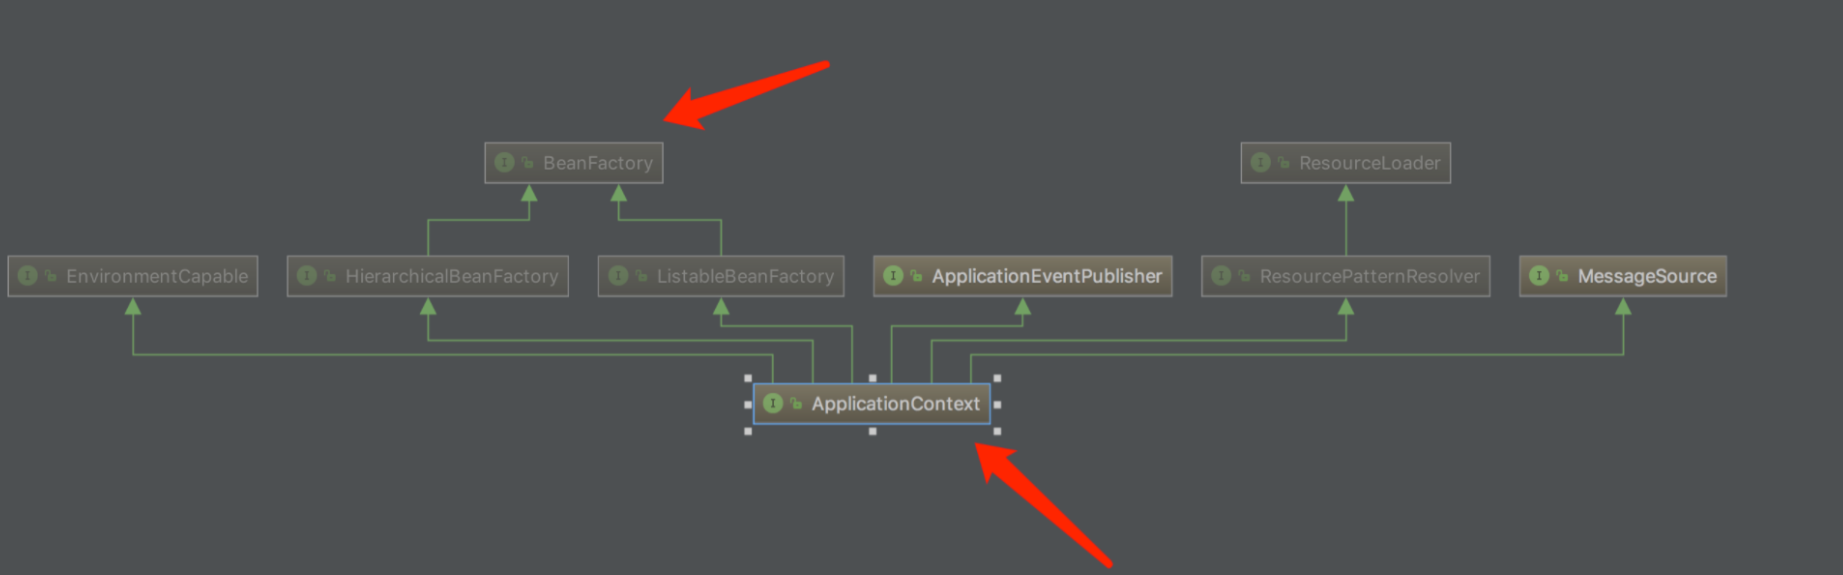 I BeanFactory
I ResourceLoader
I EnvironmentCapable
I HierarchicalBeanFactory
I ListableBeanFactory
I ApplicationEventPublisher
I ResourcePatternResolver
I MessageSource
I ApplicationContext